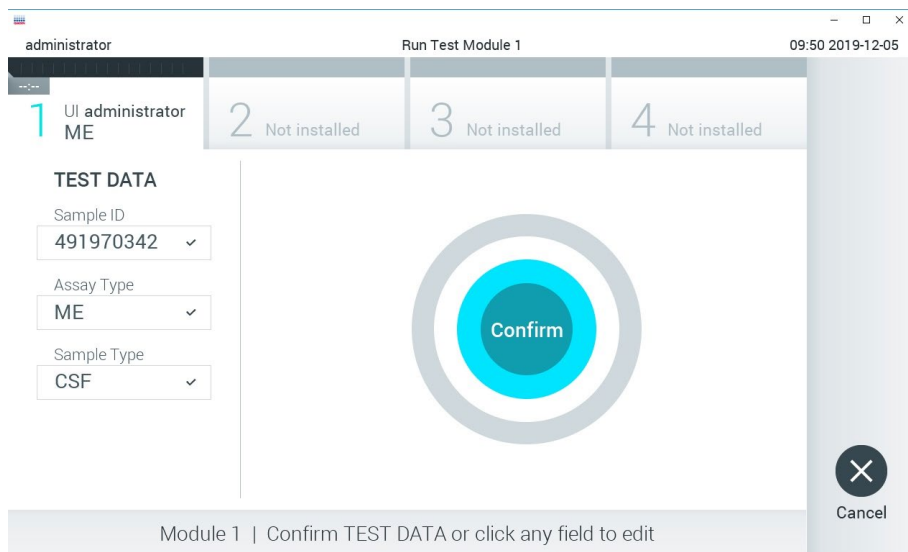 administrator Run Test Module 1 09:50 2019-12-05
--:--
1 UI administrator
ME
2 Not installed
3 Not installed
4 Not installed
TEST DATA
Sample ID
491970342
Assay Type
ME
Sample Type
CSF
Confirm
Cancel
Module 1 | Confirm TEST DATA or click any field to edit